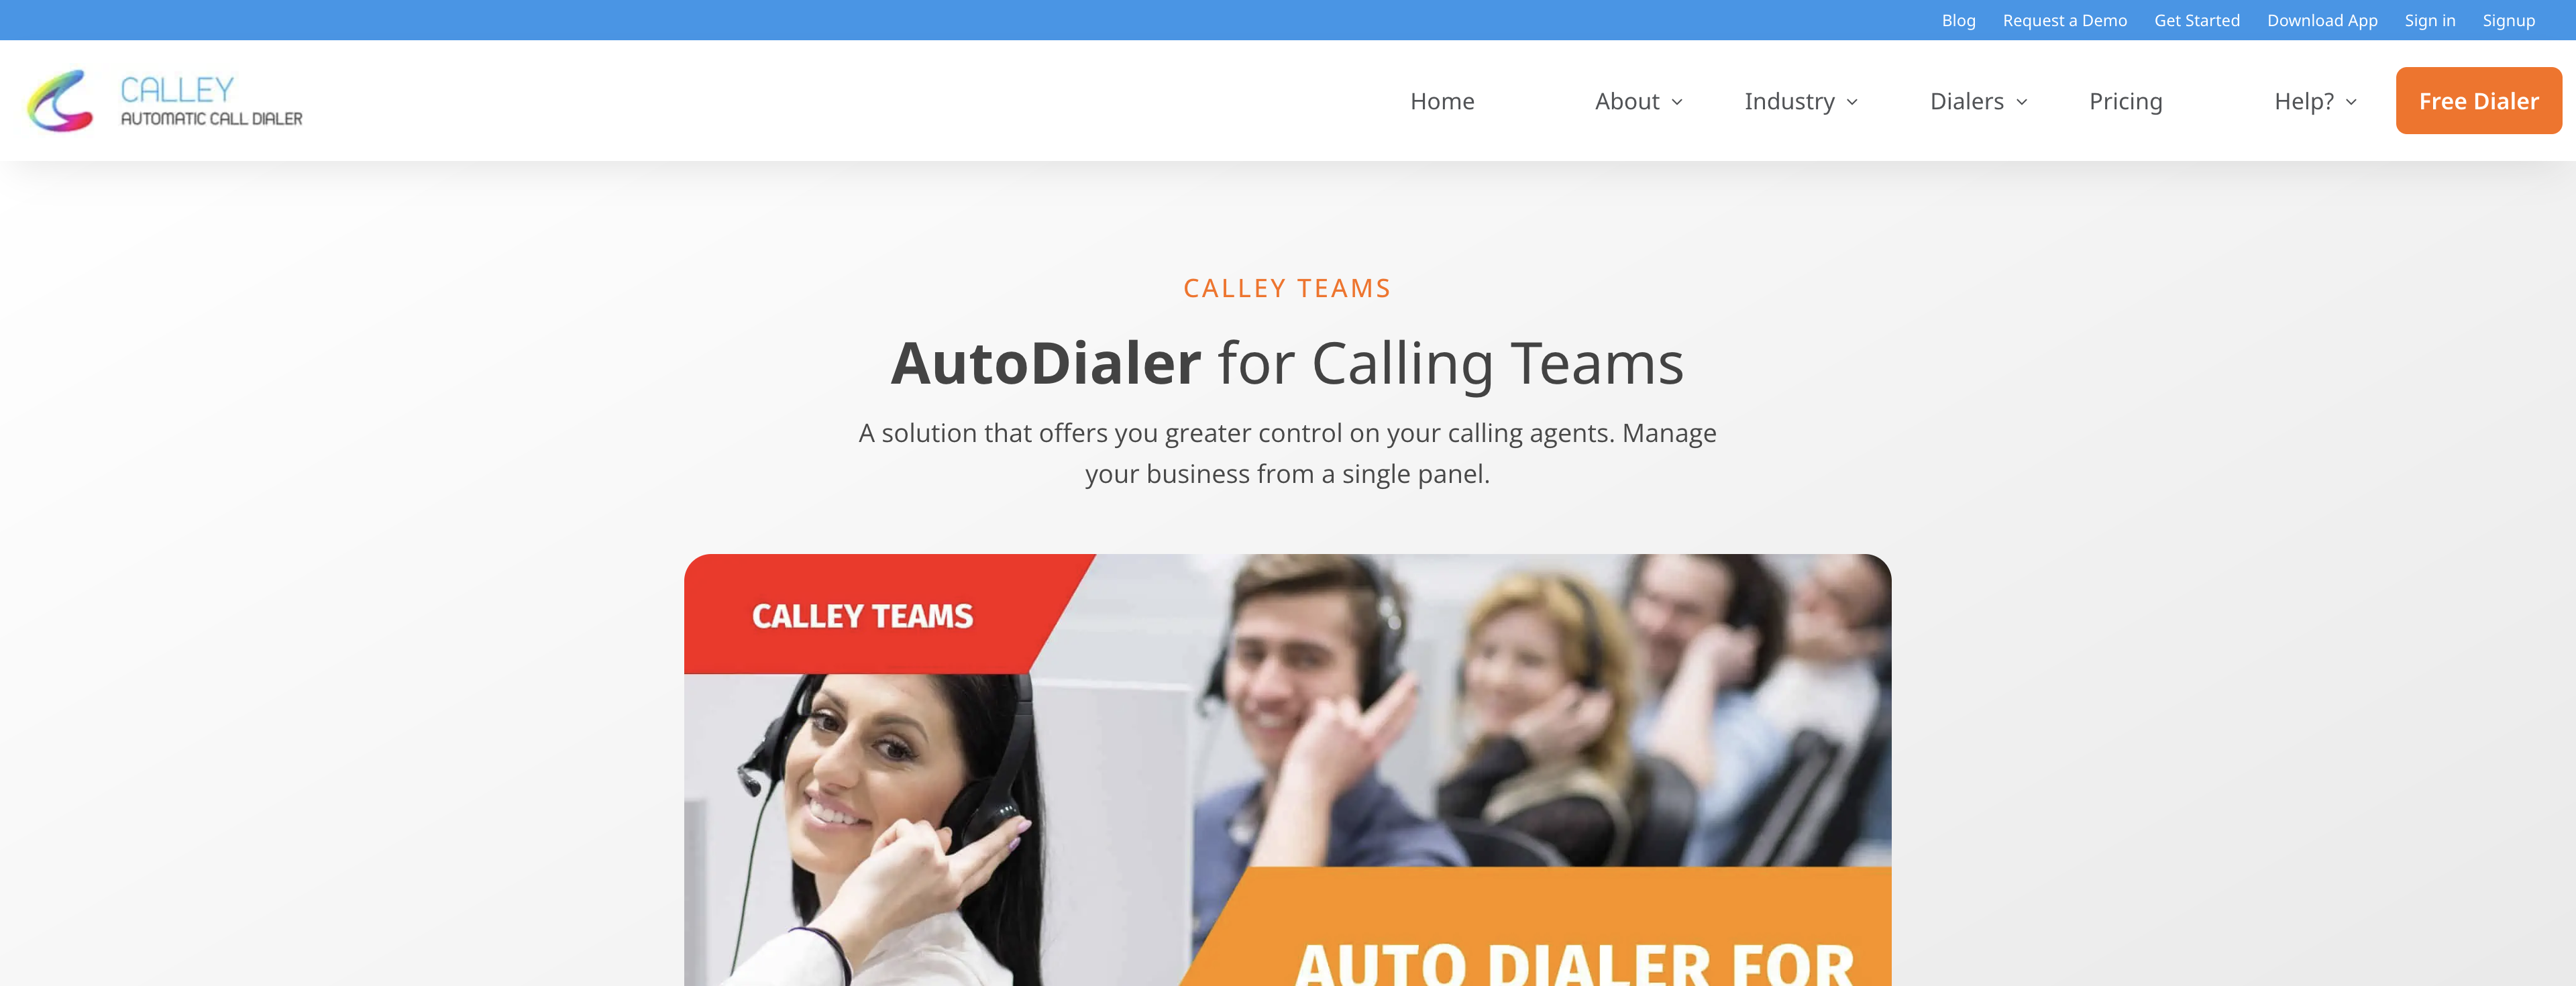 Blog Request a Demo Get Started Download App Sign in Signup
CALLEY
AUTOMATIC CALL DIALER
Home About Industry Dialers Pricing Help? Free Dialer
CALLEY TEAMS
AutoDialer for Calling Teams
A solution that offers you greater control on your calling agents. Manage
your business from a single panel.
CALLEY TEAMS
AUTO DIALER FOR